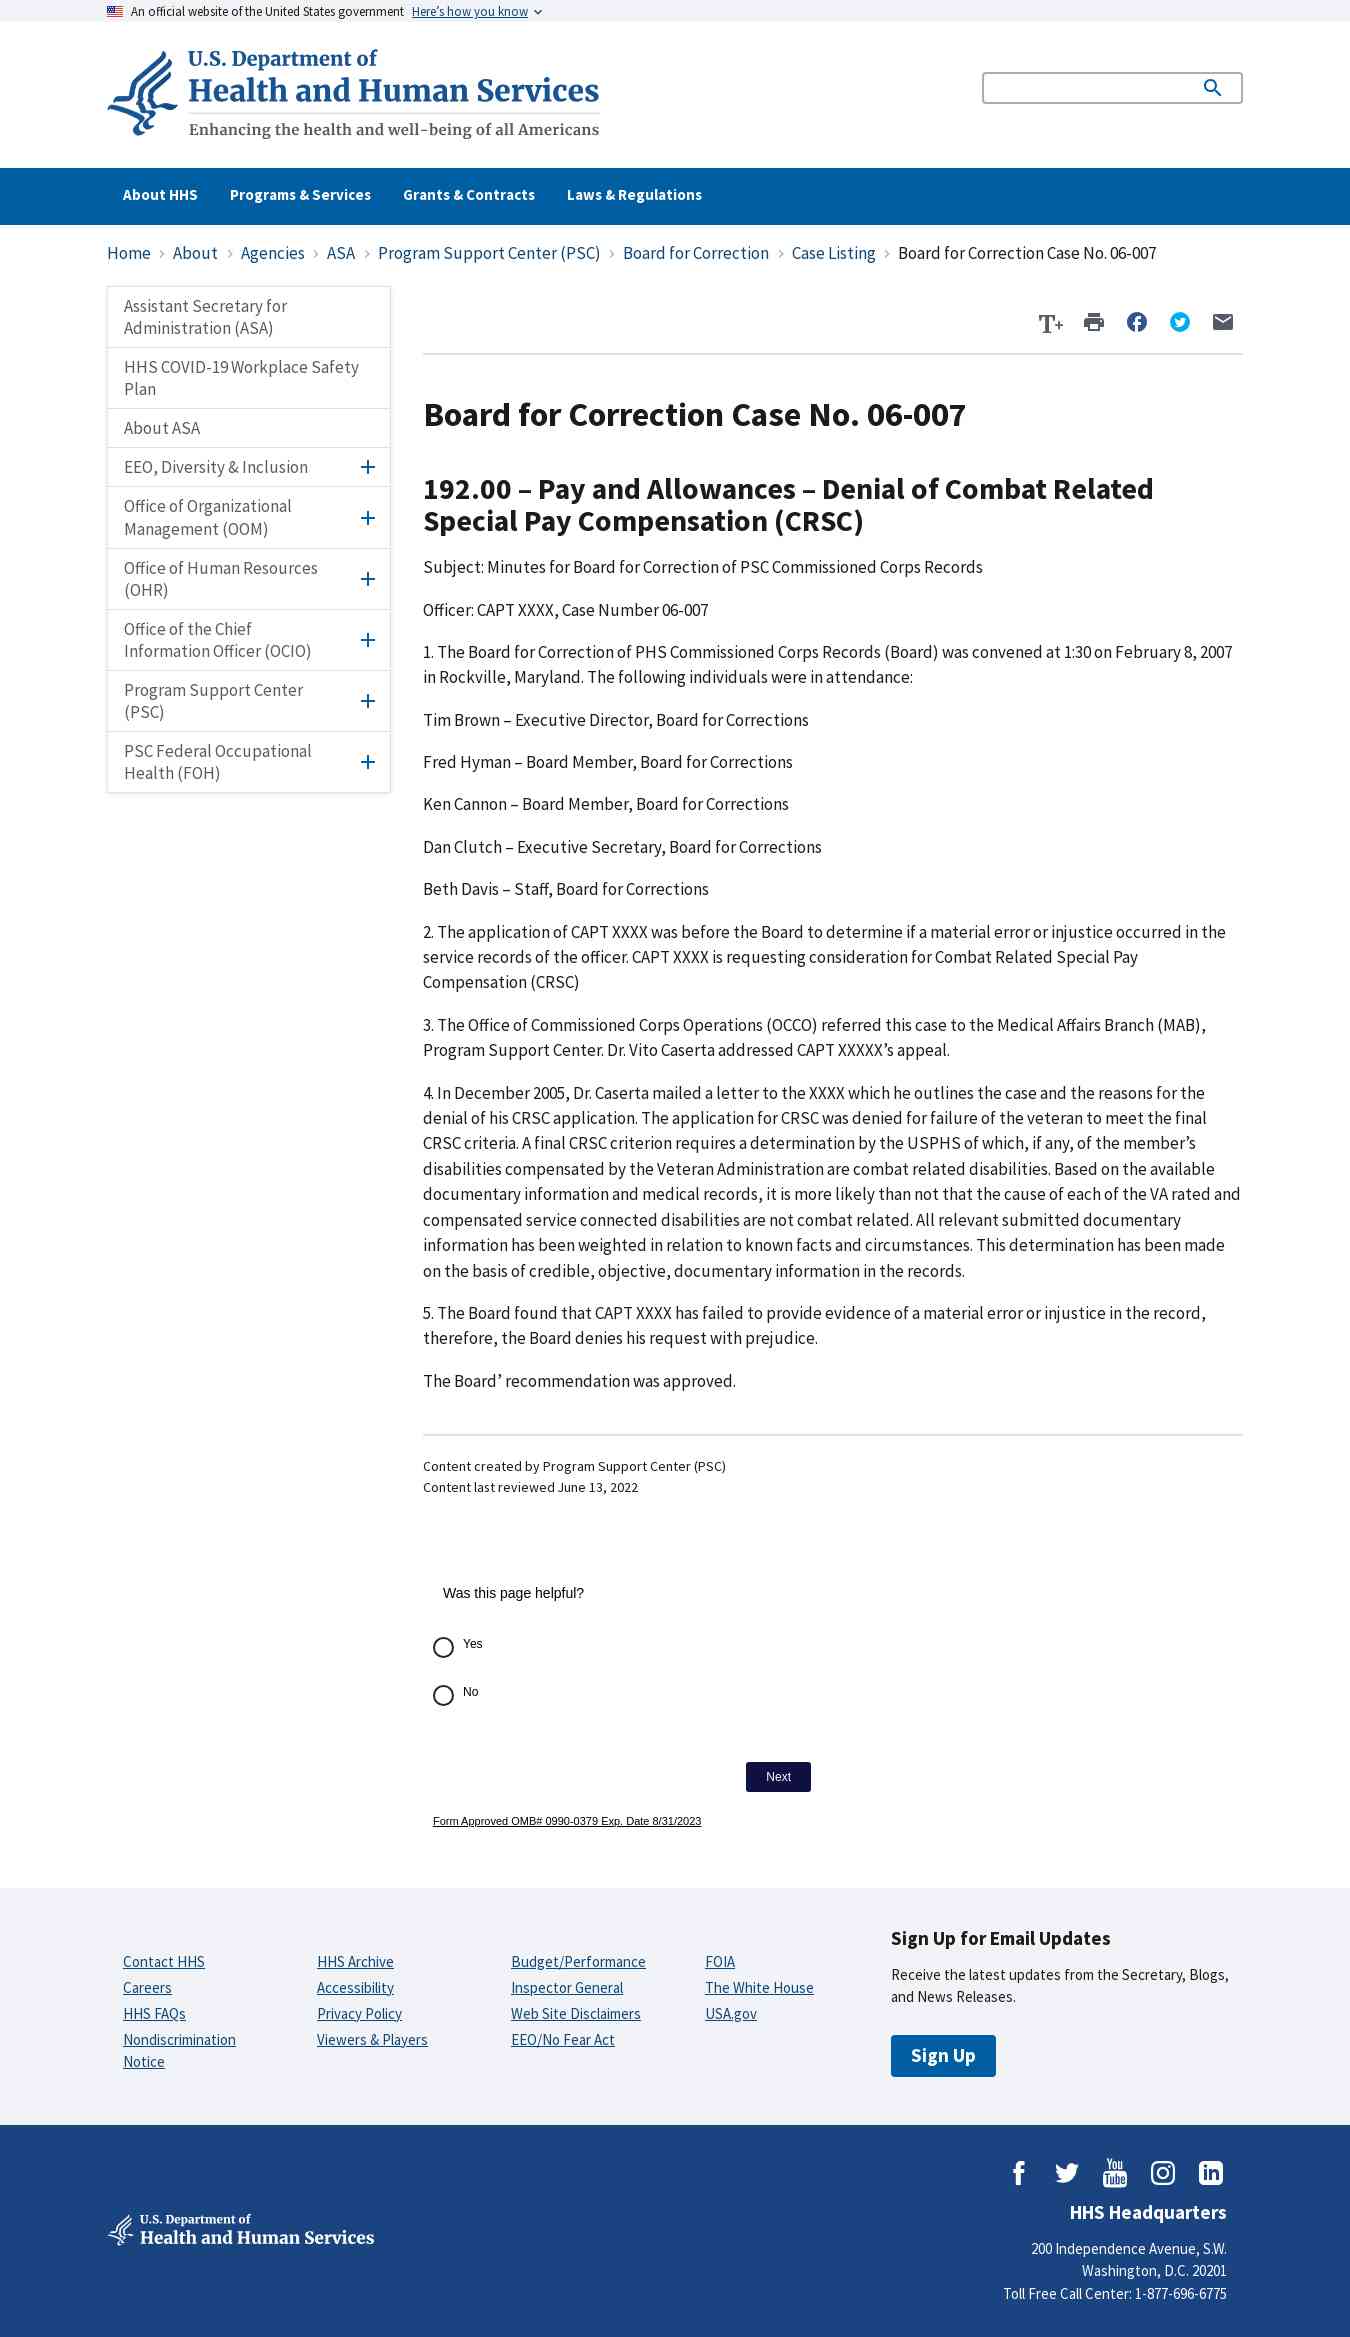 An official website of the United States government Here's how you know
U.S. Department of
Health and Human Services
Enhancing the health and well-being of all Americans
About HHS Programs & Services Grants & Contracts Laws & Regulations
Home › About › Agencies › ASA › Program Support Center (PSC) › Board for Correction › Case Listing › Board for Correction Case No. 06-007
Assistant Secretary for
Administration (ASA)
HHS COVID-19 Workplace Safety
Plan
About ASA
EEO, Diversity & Inclusion
Office of Organizational
Management (OOM)
Office of Human Resources
(OHR)
Office of the Chief
Information Officer (OCIO)
Program Support Center
(PSC)
PSC Federal Occupational
Health (FOH)
T+
Board for Correction Case No. 06-007
192.00 – Pay and Allowances – Denial of Combat Related
Special Pay Compensation (CRSC)
Subject: Minutes for Board for Correction of PSC Commissioned Corps Records
Officer: CAPT XXXX, Case Number 06-007
1. The Board for Correction of PHS Commissioned Corps Records (Board) was convened at 1:30 on February 8, 2007
in Rockville, Maryland. The following individuals were in attendance:
Tim Brown – Executive Director, Board for Corrections
Fred Hyman – Board Member, Board for Corrections
Ken Cannon – Board Member, Board for Corrections
Dan Clutch – Executive Secretary, Board for Corrections
Beth Davis – Staff, Board for Corrections
2. The application of CAPT XXXX was before the Board to determine if a material error or injustice occurred in the
service records of the officer. CAPT XXXX is requesting consideration for Combat Related Special Pay
Compensation (CRSC)
3. The Office of Commissioned Corps Operations (OCCO) referred this case to the Medical Affairs Branch (MAB),
Program Support Center. Dr. Vito Caserta addressed CAPT XXXXX’s appeal.
4. In December 2005, Dr. Caserta mailed a letter to the XXXX which he outlines the case and the reasons for the
denial of his CRSC application. The application for CRSC was denied for failure of the veteran to meet the final
CRSC criteria. A final CRSC criterion requires a determination by the USPHS of which, if any, of the member’s
disabilities compensated by the Veteran Administration are combat related disabilities. Based on the available
documentary information and medical records, it is more likely than not that the cause of each of the VA rated and
compensated service connected disabilities are not combat related. All relevant submitted documentary
information has been weighted in relation to known facts and circumstances. This determination has been made
on the basis of credible, objective, documentary information in the records.
5. The Board found that CAPT XXXX has failed to provide evidence of a material error or injustice in the record,
therefore, the Board denies his request with prejudice.
The Board’ recommendation was approved.
Content created by Program Support Center (PSC)
Content last reviewed June 13, 2022
Was this page helpful?
Yes
No
Next
Form Approved OMB# 0990-0379 Exp. Date 8/31/2023
Contact HHS
Careers
HHS FAQs
Nondiscrimination
Notice
HHS Archive
Accessibility
Privacy Policy
Viewers & Players
Budget/Performance
Inspector General
Web Site Disclaimers
EEO/No Fear Act
FOIA
The White House
USA.gov
Sign Up for Email Updates
Receive the latest updates from the Secretary, Blogs,
and News Releases.
Sign Up
You
Tube
U.S. Department of
Health and Human Services
HHS Headquarters
200 Independence Avenue, S.W.
Washington, D.C. 20201
Toll Free Call Center: 1-877-696-6775